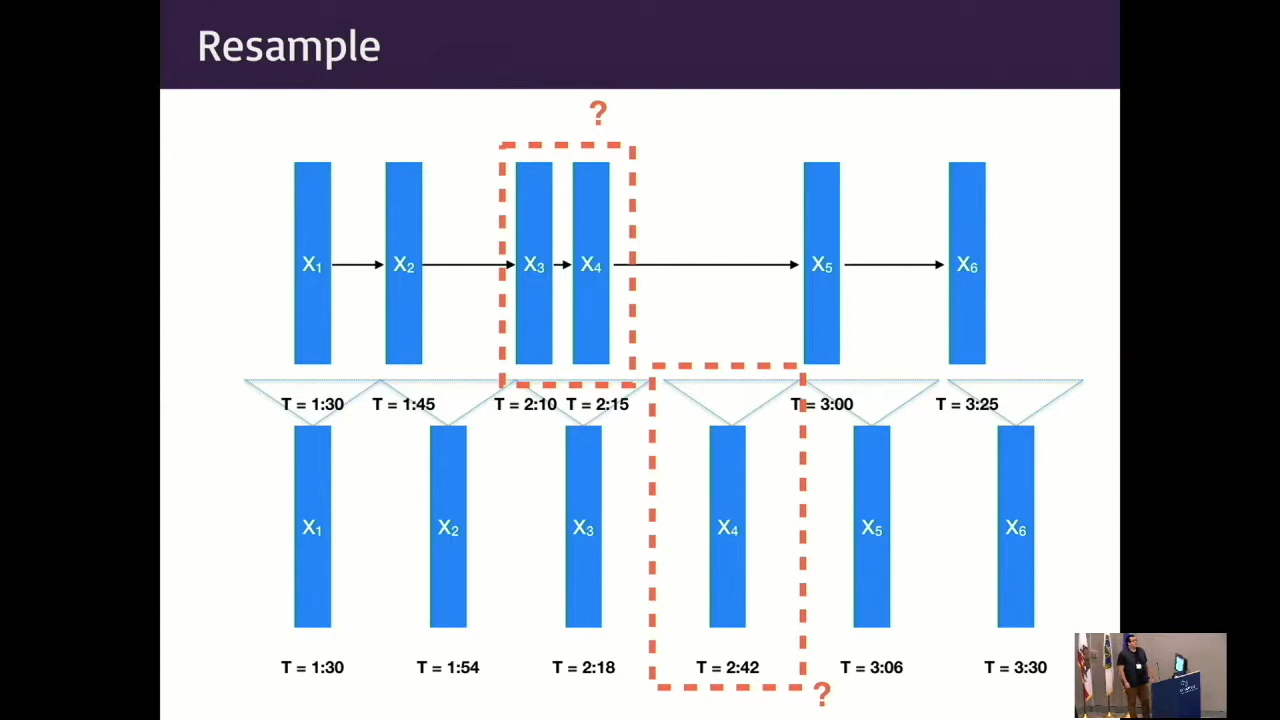 Resample
?
X1 X2 X3 X4 X5 X6
T = 1:30 T = 1:45 T = 2:10 T = 2:15 T = 3:00 T = 3:25
X1 X2 X3 X4 X5 X6
T = 1:30 T = 1:54 T = 2:18 T = 2:42 T = 3:06 T = 3:30
?